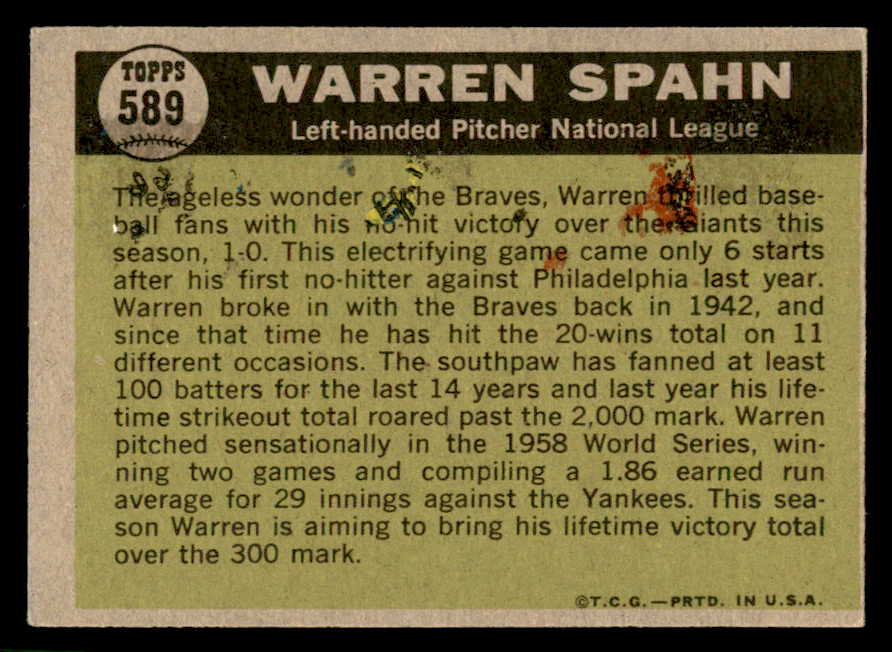 TOPPS
589
WARREN SPAHN
Left-handed Pitcher National League
The ageless wonder of the Braves, Warren thrilled base-
ball fans with his no-hit victory over the Giants this
season, 1-0. This electrifying game came only 6 starts
after his first no-hitter against Philadelphia last year.
Warren broke in with the Braves back in 1942, and
since that time he has hit the 20-wins total on 11
different occasions. The southpaw has fanned at least
100 batters for the last 14 years and last year his life-
time strikeout total roared past the 2,000 mark. Warren
pitched sensationally in the 1958 World Series, win-
ning two games and compiling a 1.86 earned run
average for 29 innings against the Yankees. This sea-
son Warren is aiming to bring his lifetime victory total
over the 300 mark.
©T.C.G.—PRTD. IN U.S.A.